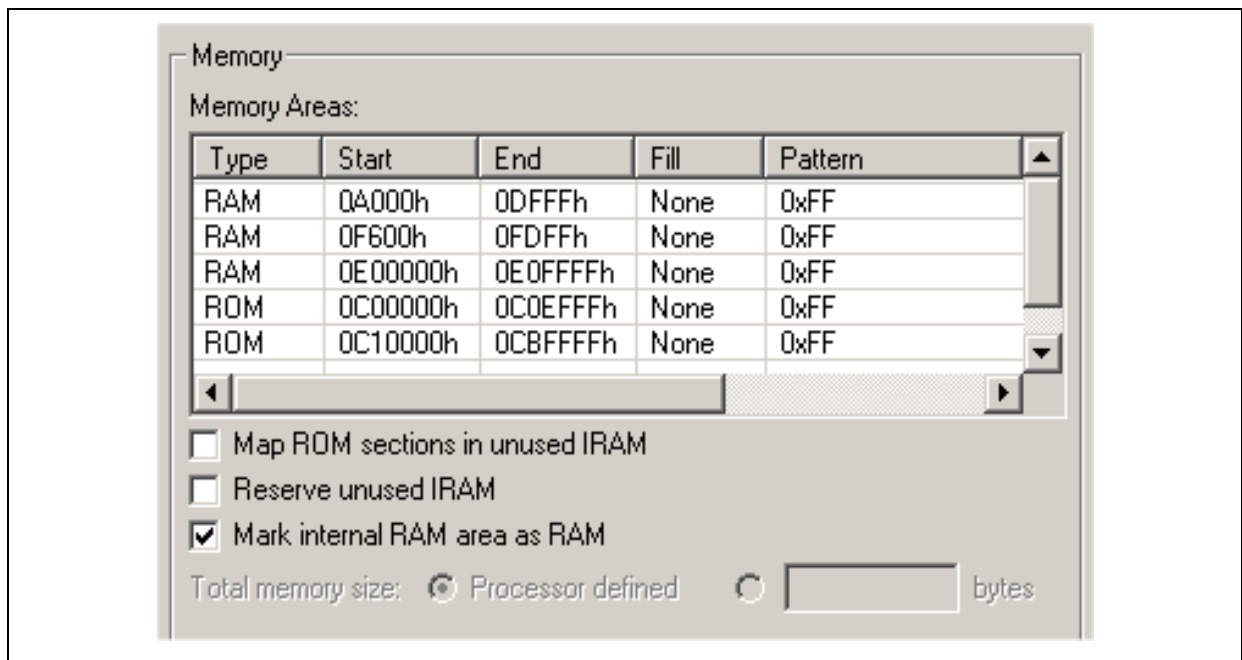 Memory
Memory Areas:
Type Start End Fill Pattern
RAM 0A000h 0DFFFh None 0xFF
RAM 0F600h 0FDFFh None 0xFF
RAM 0E00000h 0E0FFFFh None 0xFF
ROM 0C00000h 0C0EFFFh None 0xFF
ROM 0C10000h 0CBFFFFh None 0xFF
Map ROM sections in unused IRAM
Reserve unused IRAM
Mark internal RAM area as RAM
Total memory size: Processor defined bytes